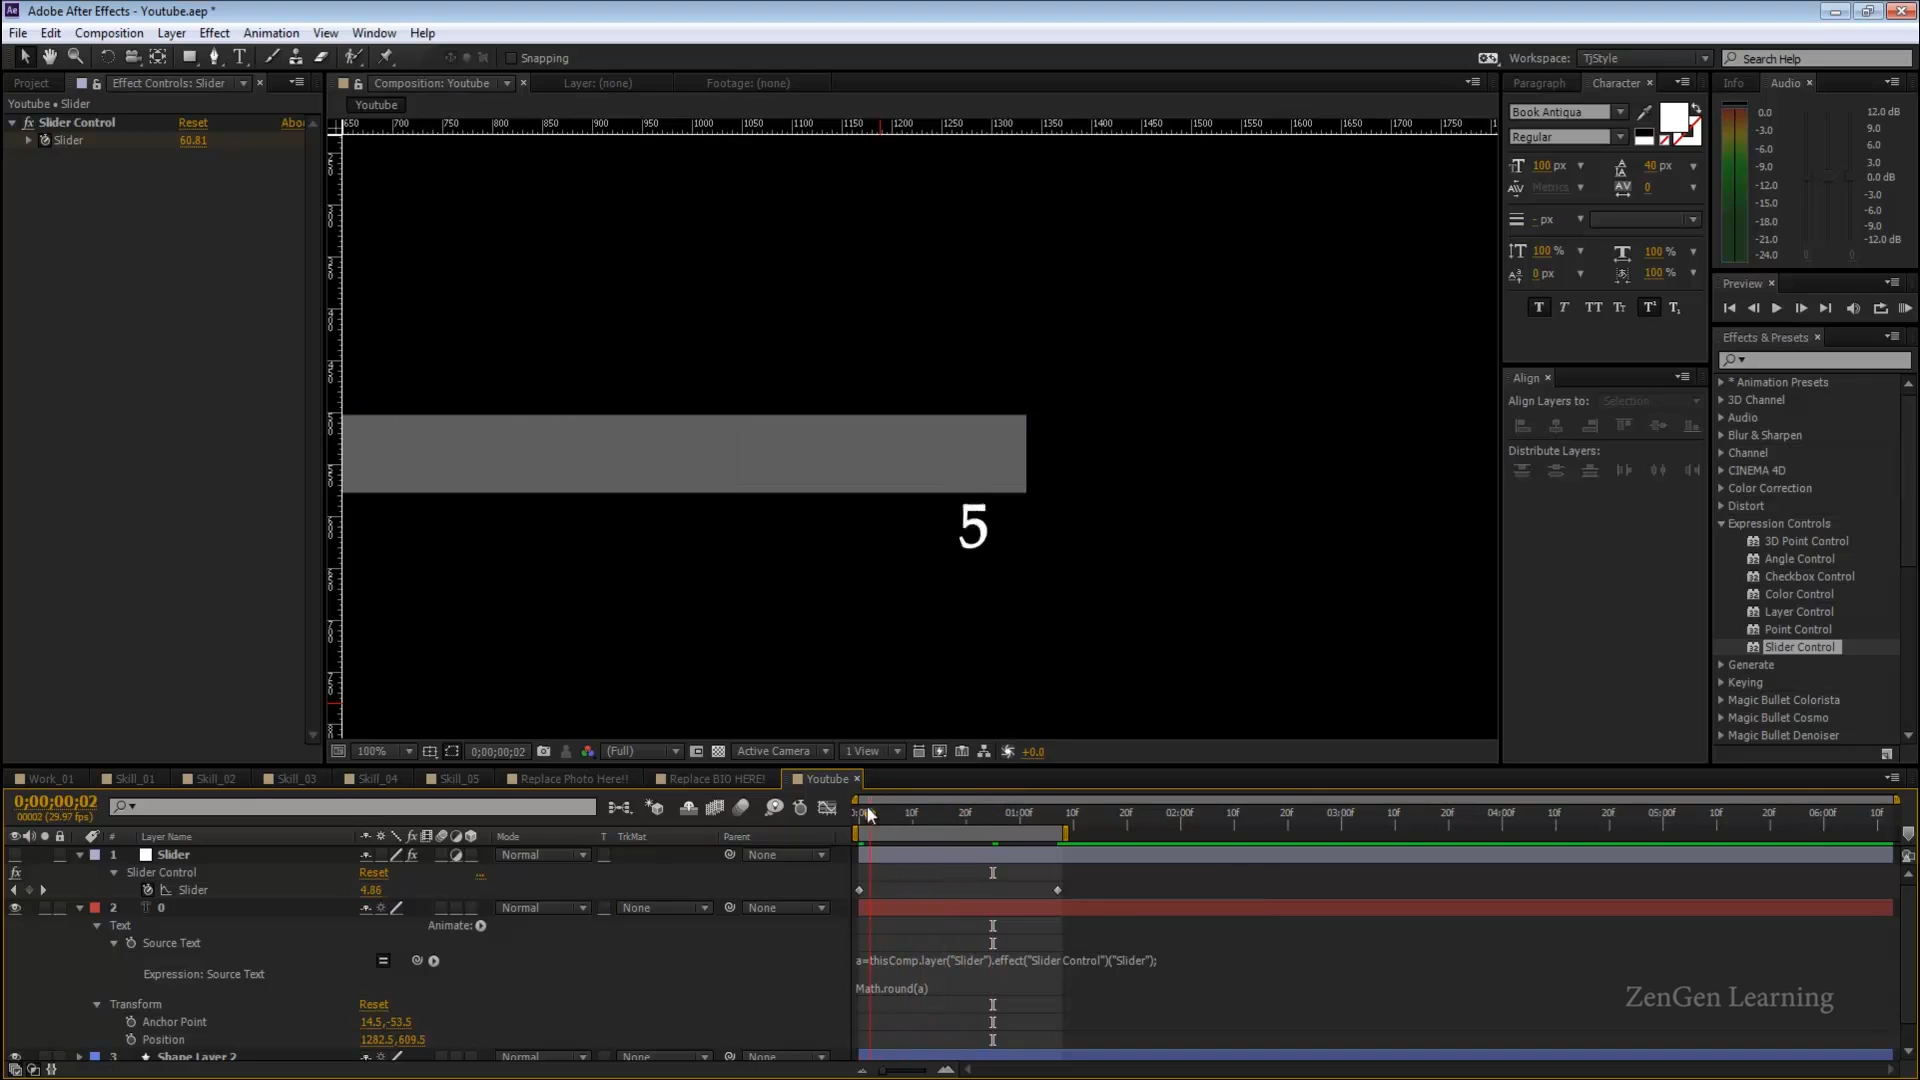 Adobe After Effects - Youtube.aep *
File Edit Composition Layer Effect Animation View Window Help
Snapping
Workspace: TjStyle
Search Help
Project Effect Controls: Slider
Composition: Youtube Layer: (none) Footage: (none)
Paragraph Character
Info Audio
Youtube • Slider
Youtube
Slider Control Reset Abou
Slider 60.81
650 700 750 800 850 900 950 1000 1050 1100 1150 1200 1250 1300 1350 1400 1450 1500 1550 1600 1650 1700 1750
Book Antiqua
Regular
100 px 40 px
Metrics 0
- px
100 % 100 %
0 px 100 %
T T TT Tr T¹ T₁
0.0 12.0 dB
-3.0 9.0
-6.0 6.0
-9.0 3.0
-12.0 0.0 dB
-15.0 -3.0
-18.0 -6.0
-21.0 -9.0
-24.0 -12.0 dB
0 0
Preview
Effects & Presets
* Animation Presets
3D Channel
Audio
Blur & Sharpen
Channel
CINEMA 4D
Color Correction
Distort
Expression Controls
3D Point Control
Angle Control
Checkbox Control
Color Control
Layer Control
Point Control
Slider Control
Generate
Keying
Magic Bullet Colorista
Magic Bullet Cosmo
Magic Bullet Denoiser
Align
Align Layers to: Selection
Distribute Layers:
5
100% 0;00;00;02 (Full) Active Camera 1 View +0.0
Work_01 Skill_01 Skill_02 Skill_03 Skill_04 Skill_05 Replace Photo Here!! Replace BIO HERE! Youtube
0;00;00;02
00002 (29.97 fps)
10f 20f 01:00f 10f 20f 02:00f 10f 20f 03:00f 10f 20f 04:00f 10f 20f 05:00f 10f 20f 06:00f 10f
# Layer Name Mode T TrkMat Parent
1 Slider Normal None
Slider Control Reset ...
Slider 4.86
2 T 0 Normal None None
Text Animate:
Source Text
a=thisComp.layer("Slider").effect("Slider Control")("Slider");
Expression: Source Text
Math.round(a)
Transform Reset
Anchor Point 14.5,-53.5
Position 1282.5,609.5
3 Shape Layer 2 Normal None None
ZenGen Learning